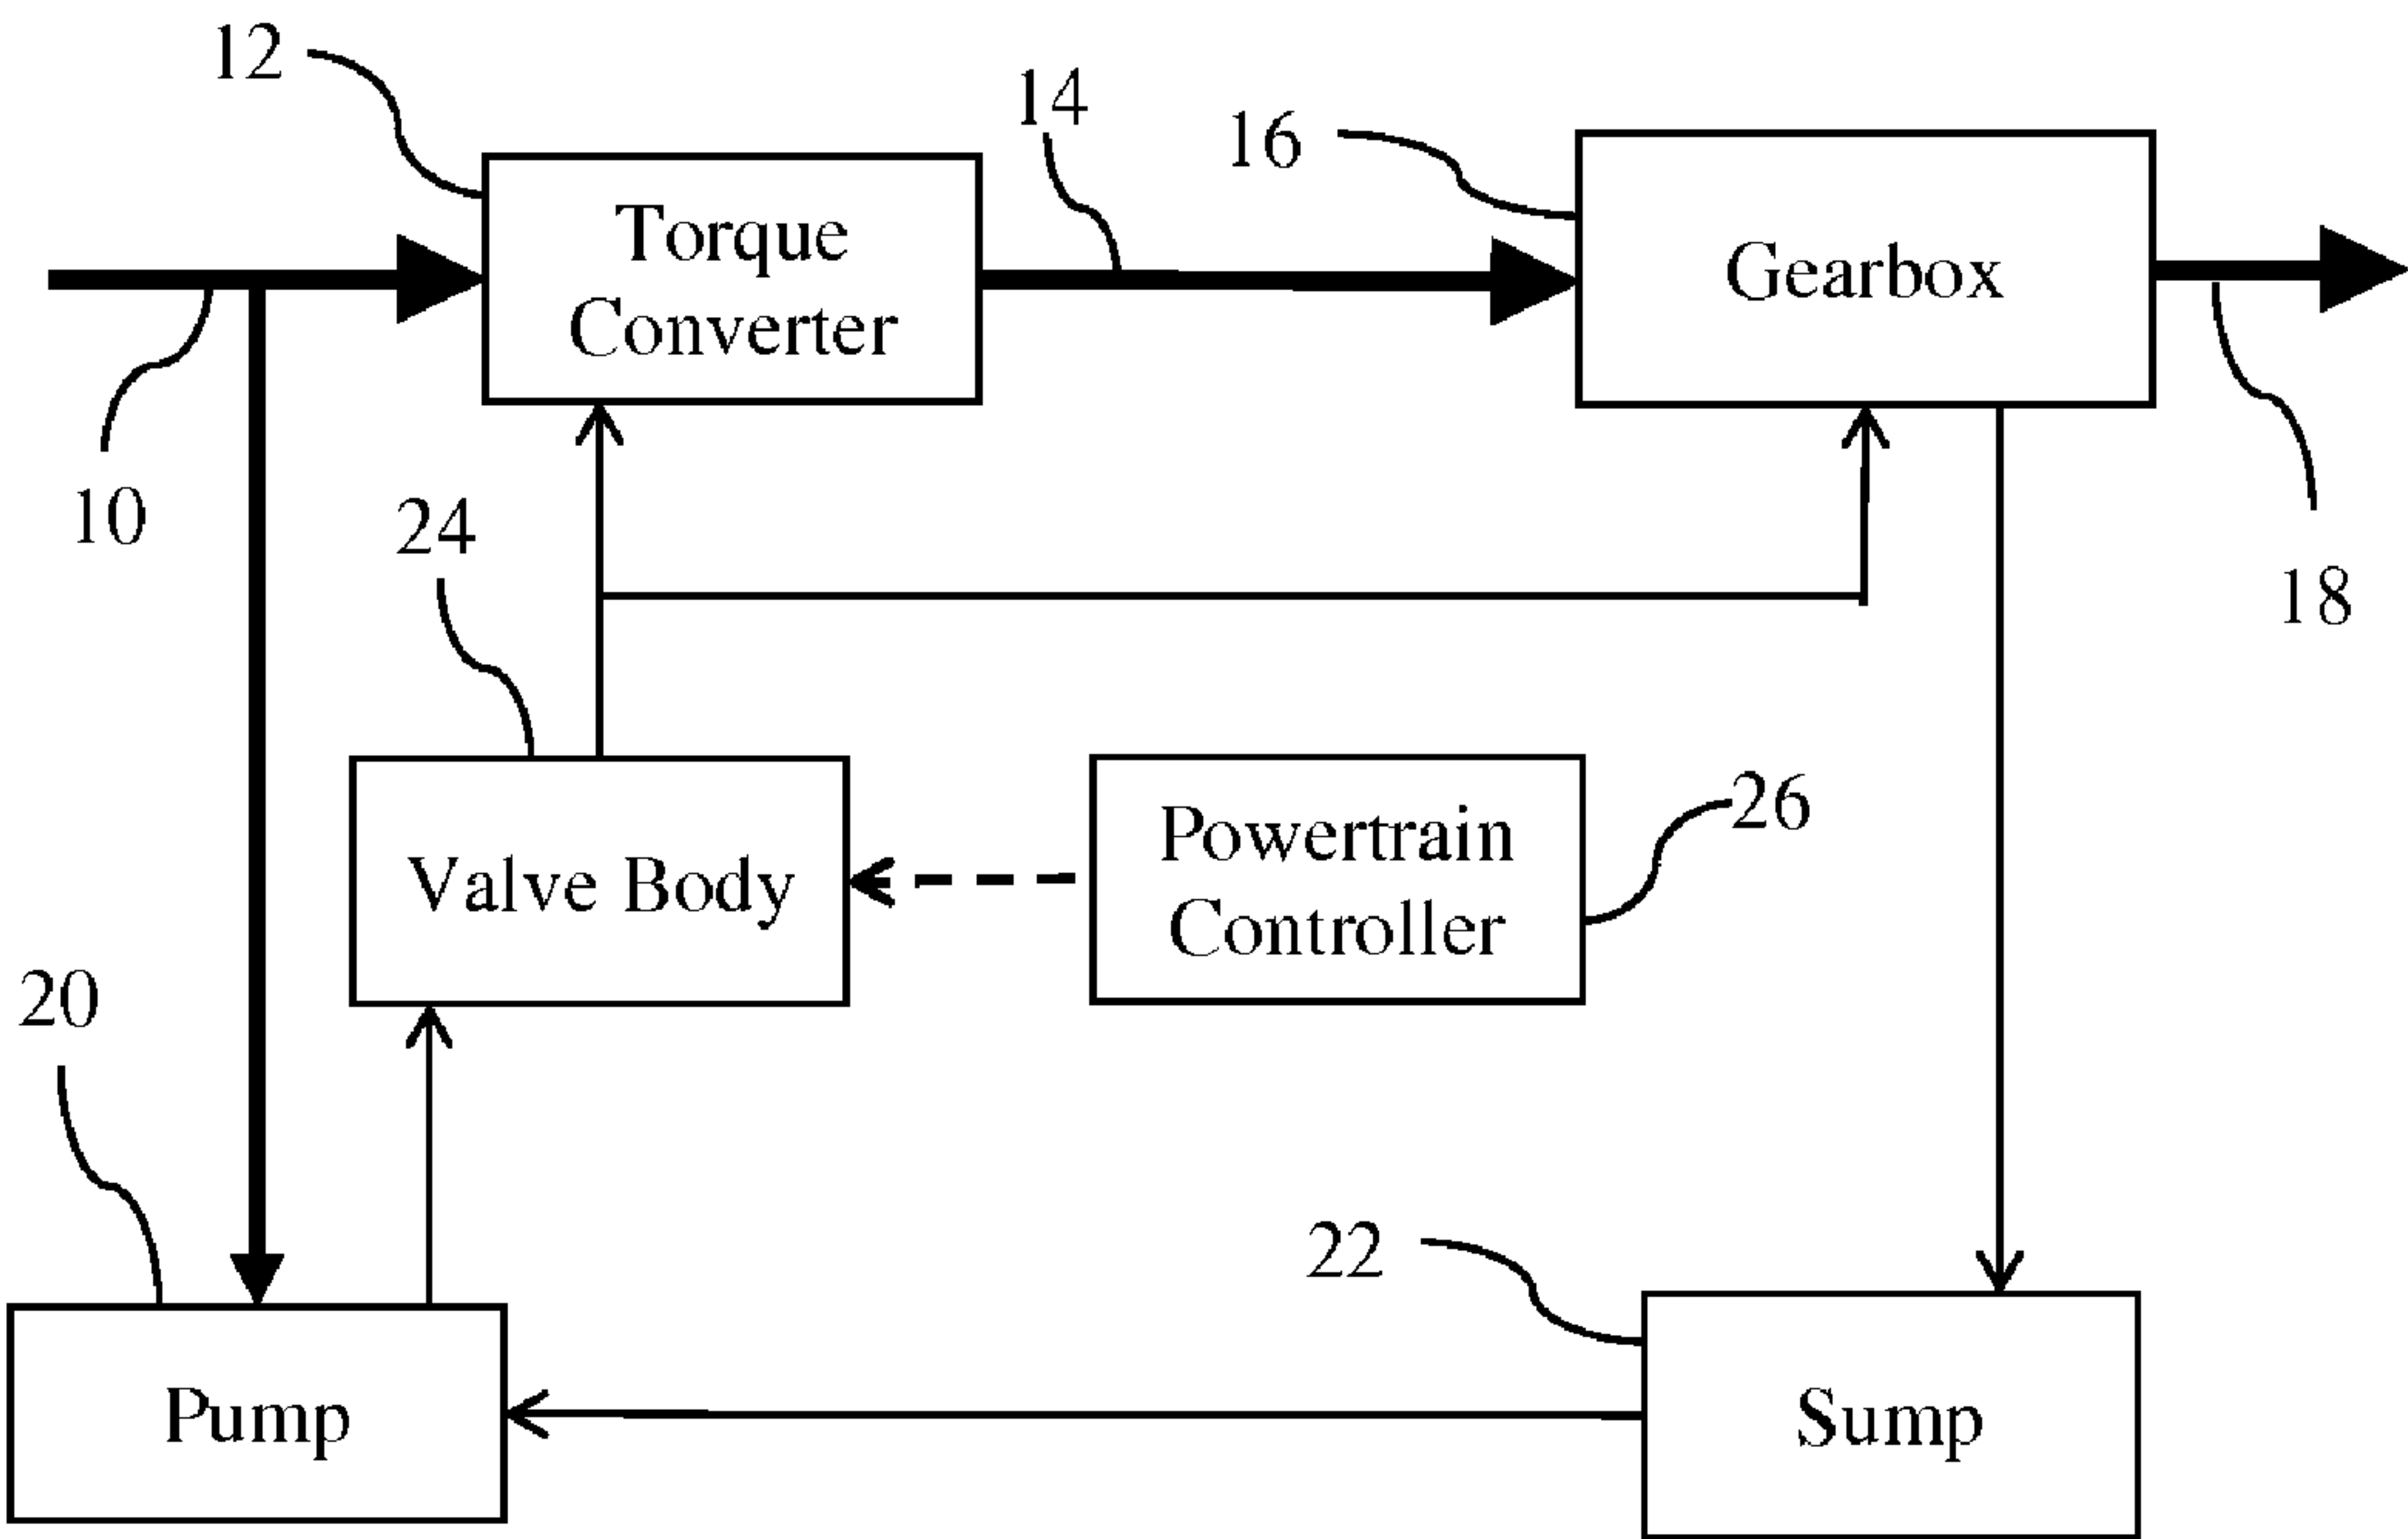 12
14
16
Torque
Converter
Gearbox
10
24
18
Powertrain
Controller
26
Valve Body
20
22
Pump
Sump